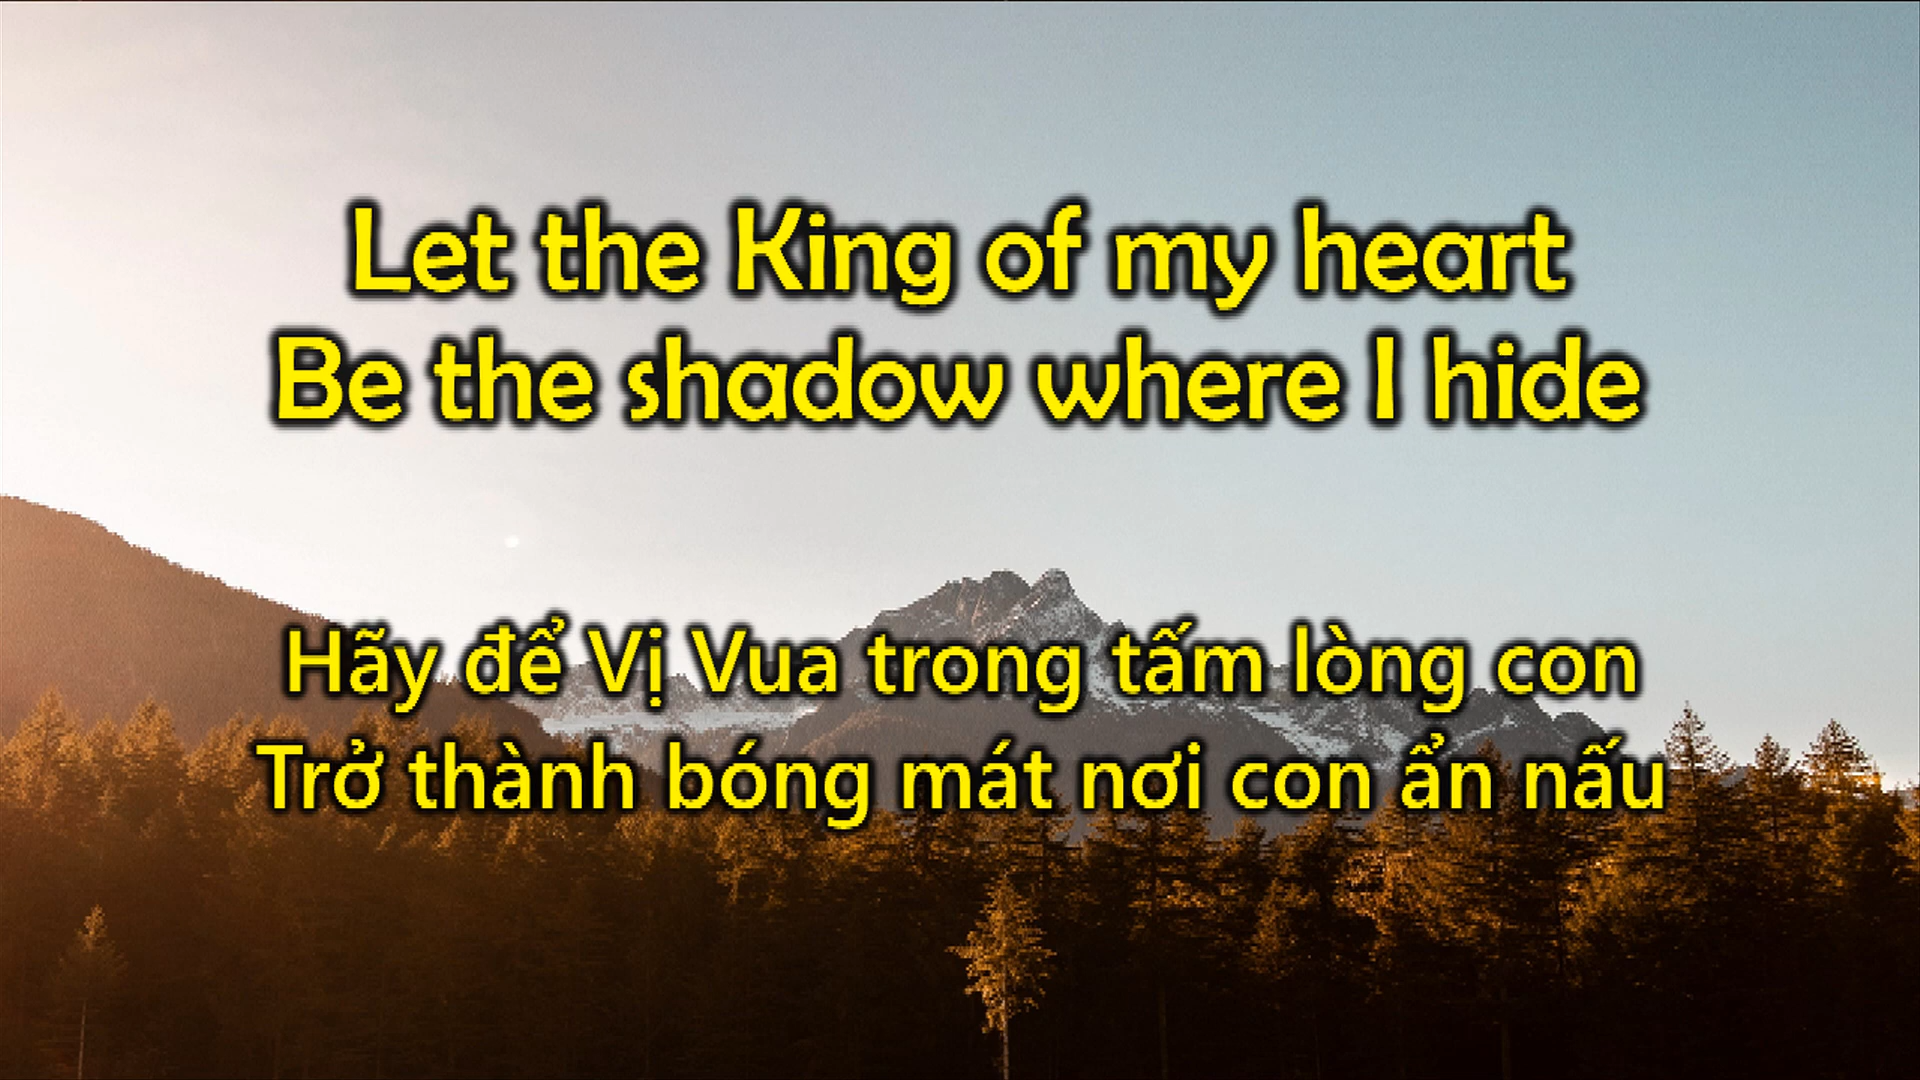 Let the King of my heart
Be the shadow where I hide
Hãy để Vị Vua trong tấm lòng con
Trở thành bóng mát nơi con ẩn nấu